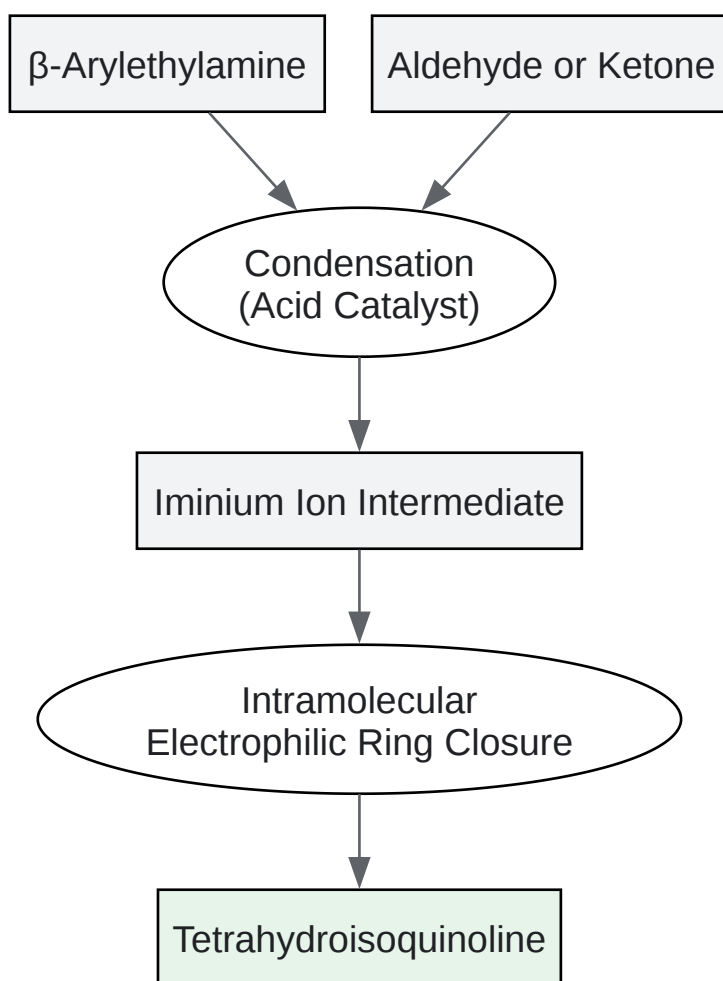 β-Arylethylamine
Aldehyde or Ketone
Condensation
(Acid Catalyst)
Iminium Ion Intermediate
Intramolecular
Electrophilic Ring Closure
Tetrahydroisoquinoline